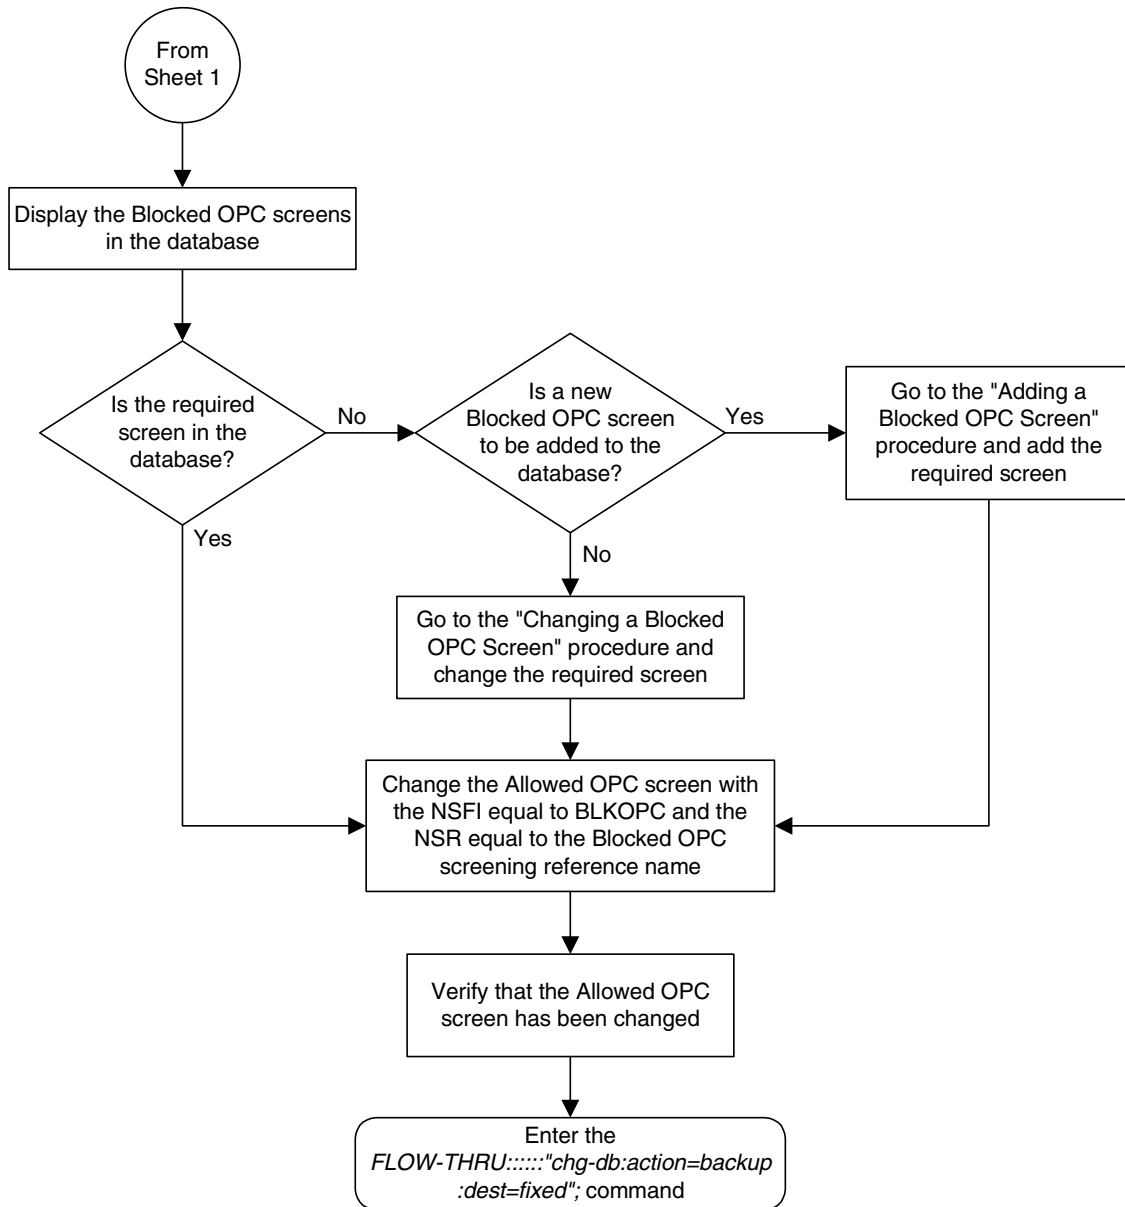 From
Sheet 1
Display the Blocked OPC screens
in the database
Is the required
screen in the
database?
No
Yes
Is a new
Blocked OPC screen
to be added to the
database?
Yes
No
Go to the "Adding a
Blocked OPC Screen"
procedure and add the
required screen
Go to the "Changing a Blocked
OPC Screen" procedure and
change the required screen
Change the Allowed OPC screen with
the NSFI equal to BLKOPC and the
NSR equal to the Blocked OPC
screening reference name
Verify that the Allowed OPC
screen has been changed
Enter the
FLOW-THRU::::::"chg-db:action=backup
:dest=fixed"; command